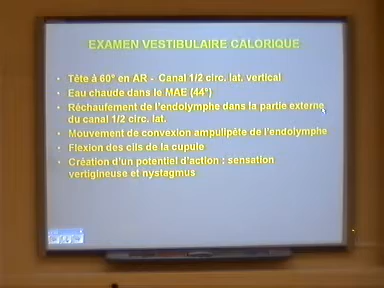 EXAMEN VESTIBULAIRE CALORIQUE
• Tête à 60° en AR - Canal 1/2 circ. lat. vertical
• Eau chaude dans le MAE (44°)
• Réchaufement de l'endolymphe dans la partie externe
du canal 1/2 circ. lat.
• Mouvement de convexion ampulipête de l'endolymphe
• Flexion des cils de la cupule
• Création d'un potentiel d'action : sensation
vertigineuse et nystagmus